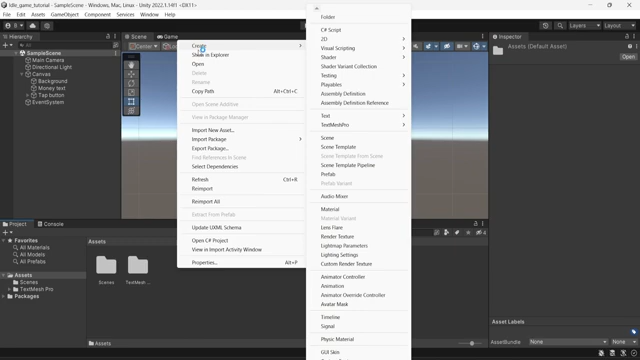 Idle_game_tutorial - SampleScene - Windows, Mac, Linux - Unity 2022.1.14f1 <DX11>
File Edit Assets GameObject Component Services Window Help
Layers Layout
Hierarchy
Scene Game
Inspector
All
Center
SampleScene
Main Camera
Directional Light
Canvas
Background
Money text
Tap button
EventSystem
Assets (Default Asset)
Open
Create
Show in Explorer
Open
Delete
Rename
Copy Path Alt+Ctrl+C
Open Scene Additive
View in Package Manager
Import New Asset...
Import Package
Export Package...
Find References In Scene
Select Dependencies
Refresh Ctrl+R
Reimport
Reimport All
Extract From Prefab
Update UXML Schema
Open C# Project
View in Import Activity Window
Properties... Alt+P
Folder
C# Script
2D
Visual Scripting
Shader
Shader Variant Collection
Testing
Playables
Assembly Definition
Assembly Definition Reference
Text
TextMeshPro
Scene
Scene Template
Scene Template From Scene
Scene Template Pipeline
Prefab
Prefab Variant
Audio Mixer
Material
Material Variant
Lens Flare
Render Texture
Lightmap Parameters
Lighting Settings
Custom Render Texture
Animator Controller
Animation
Animator Override Controller
Avatar Mask
Timeline
Signal
Physic Material
GUI Skin
Project Console
Favorites
All Materials
All Models
All Prefabs
Assets
Scenes
TextMesh Pro
Packages
Assets
Scenes TextMesh ...
Assets
4
Asset Labels
AssetBundle None None